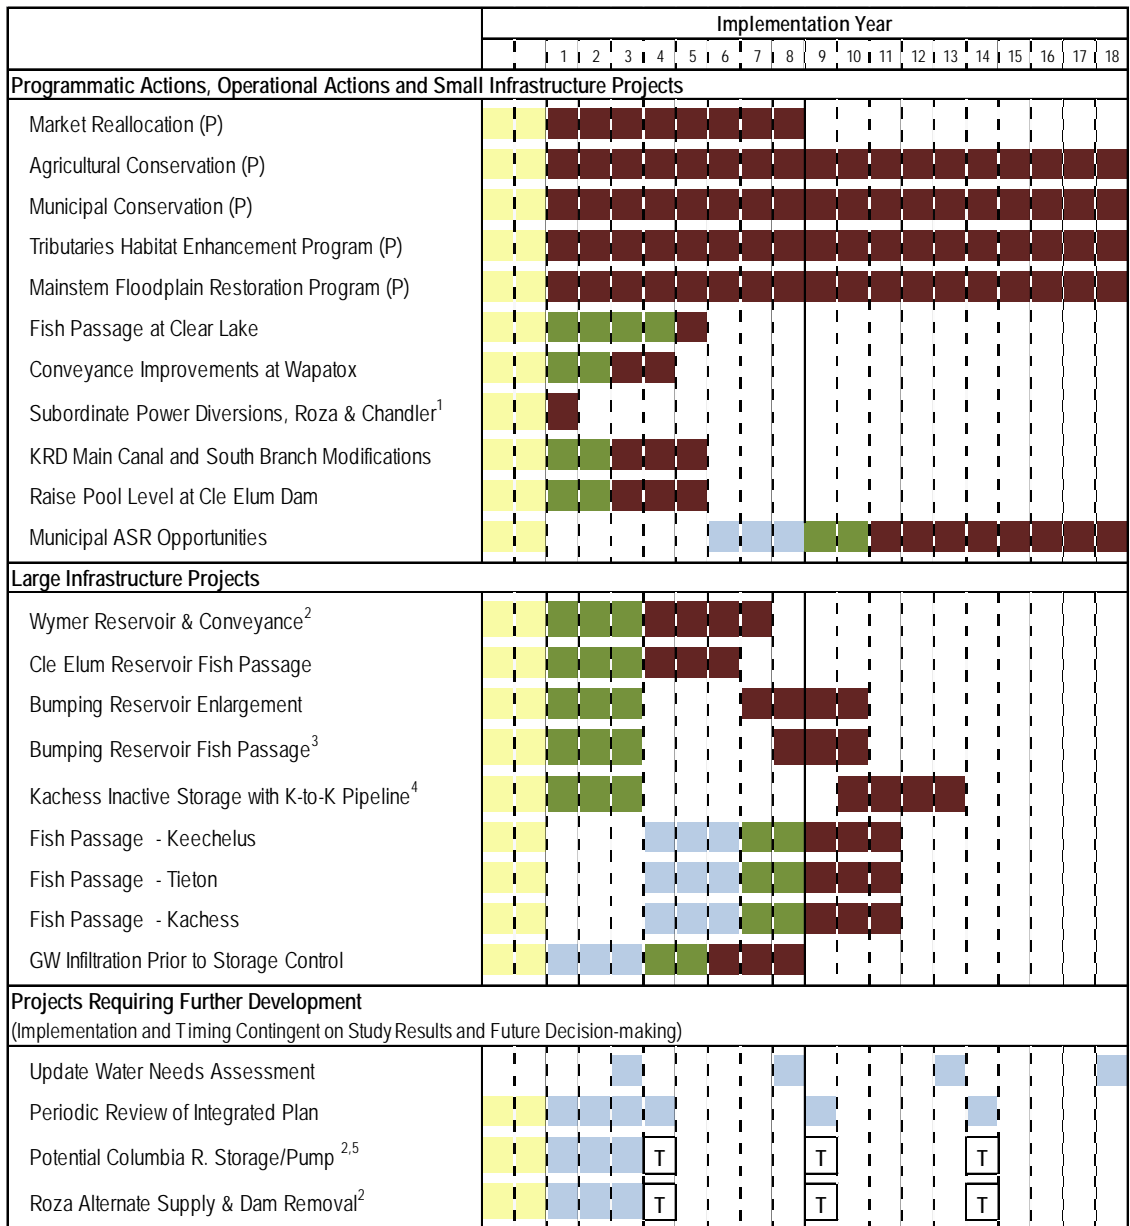 Implementation Year
1 2 3 4 5 6 7 8 9 10 11 12 13 14 15 16 17 18
Programmatic Actions, Operational Actions and Small Infrastructure Projects
Market Reallocation (P)
Agricultural Conservation (P)
Municipal Conservation (P)
Tributaries Habitat Enhancement Program (P)
Mainstem Floodplain Restoration Program (P)
Fish Passage at Clear Lake
Conveyance Improvements at Wapatox
Subordinate Power Diversions, Roza & Chandler1
KRD Main Canal and South Branch Modifications
Raise Pool Level at Cle Elum Dam
Municipal ASR Opportunities
Large Infrastructure Projects
Wymer Reservoir & Conveyance2
Cle Elum Reservoir Fish Passage
Bumping Reservoir Enlargement
Bumping Reservoir Fish Passage3
Kachess Inactive Storage with K-to-K Pipeline4
Fish Passage - Keechelus
Fish Passage - Tieton
Fish Passage - Kachess
GW Infiltration Prior to Storage Control
Projects Requiring Further Development
(Implementation and Timing Contingent on Study Results and Future Decision-making)
Update Water Needs Assessment
Periodic Review of Integrated Plan
Potential Columbia R. Storage/Pump 2,5 T T T
Roza Alternate Supply & Dam Removal2 T T T